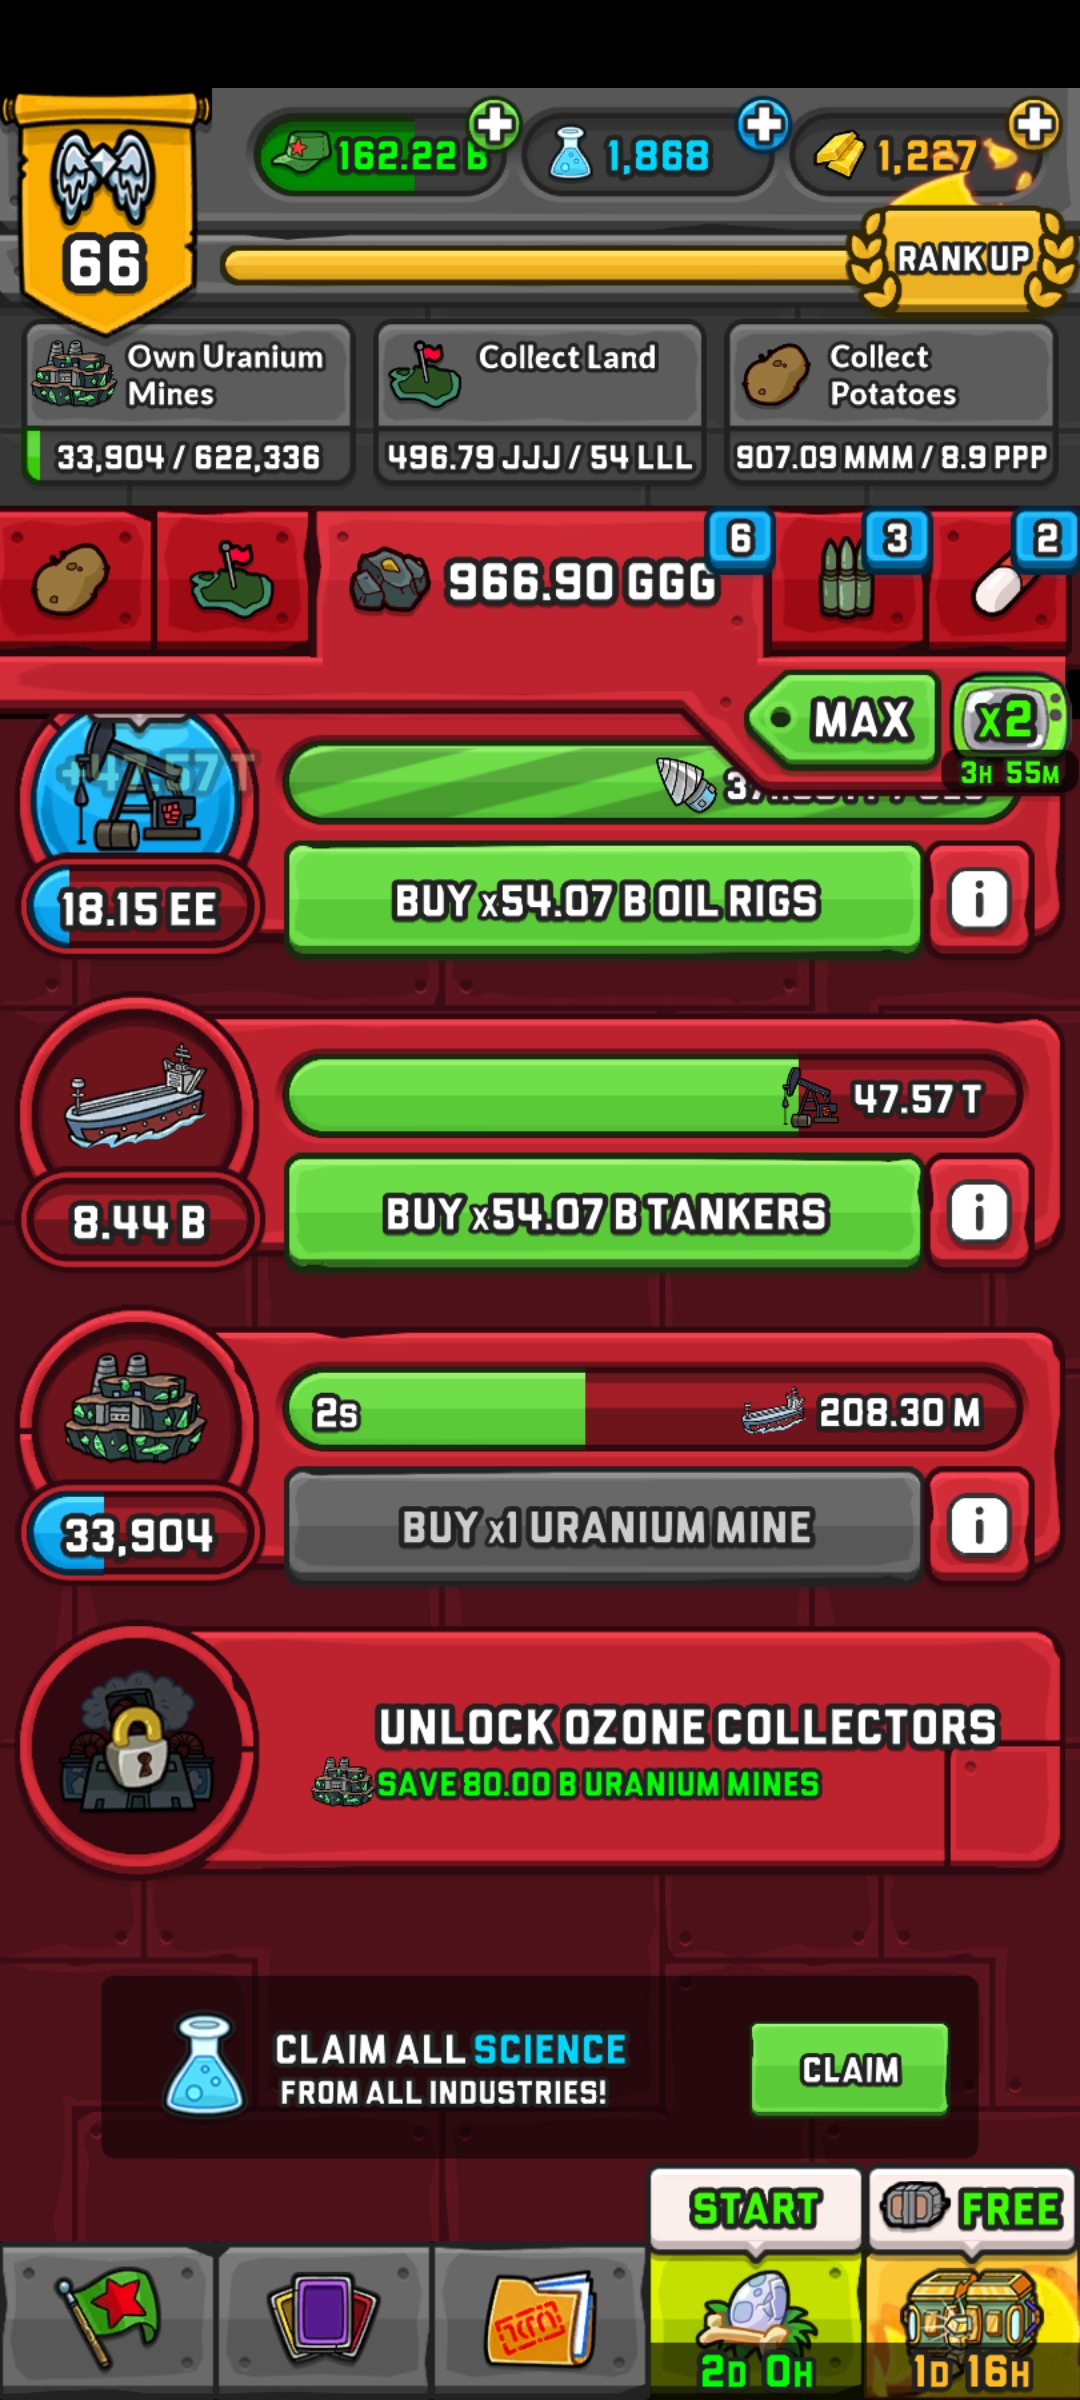 162.22 B
1,868
1,227
66
RANK UP
Own Uranium
Mines
33,904 / 622,336
Collect Land
496.79 JJJ / 54 LLL
Collect
Potatoes
907.09 MMM / 8.9 PPP
966.90 GGG
6
3
2
MAX
x2
3H 55M
18.15 EE
BUY x54.07 B OIL RIGS
i
47.57 T
8.44 B
BUY x54.07 B TANKERS
i
2s
208.30 M
33,904
BUY x1 URANIUM MINE
i
UNLOCK OZONE COLLECTORS
SAVE 80.00 B URANIUM MINES
CLAIM ALL SCIENCE
FROM ALL INDUSTRIES!
CLAIM
START
FREE
2D 0H
1D 16H